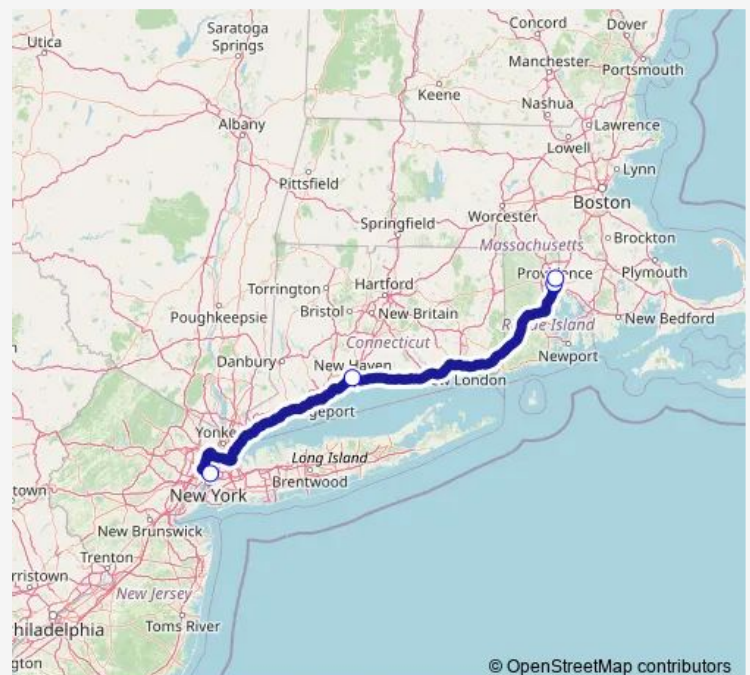 Concord
Dover
Utica
Saratoga
Springs
Manchester
Portsmouth
Keene
Nashua
Lawrence
Albany
Lowell
Lynn
Pittsfield
Boston
Springfield
Worcester
Brockton
Massachusetts
Plymouth
Torrington
Hartford
Poughkeepsie
Bristol
New Britain
New Bedford
Connecticut
Newport
Danbury
New Haven
London
geport
Yonke
Long Island
Brentwood
New York
town
New Brunswick
Trenton
rristown
New Jersey
hiladelphia
Toms River
gton
© OpenStreetMap contributors